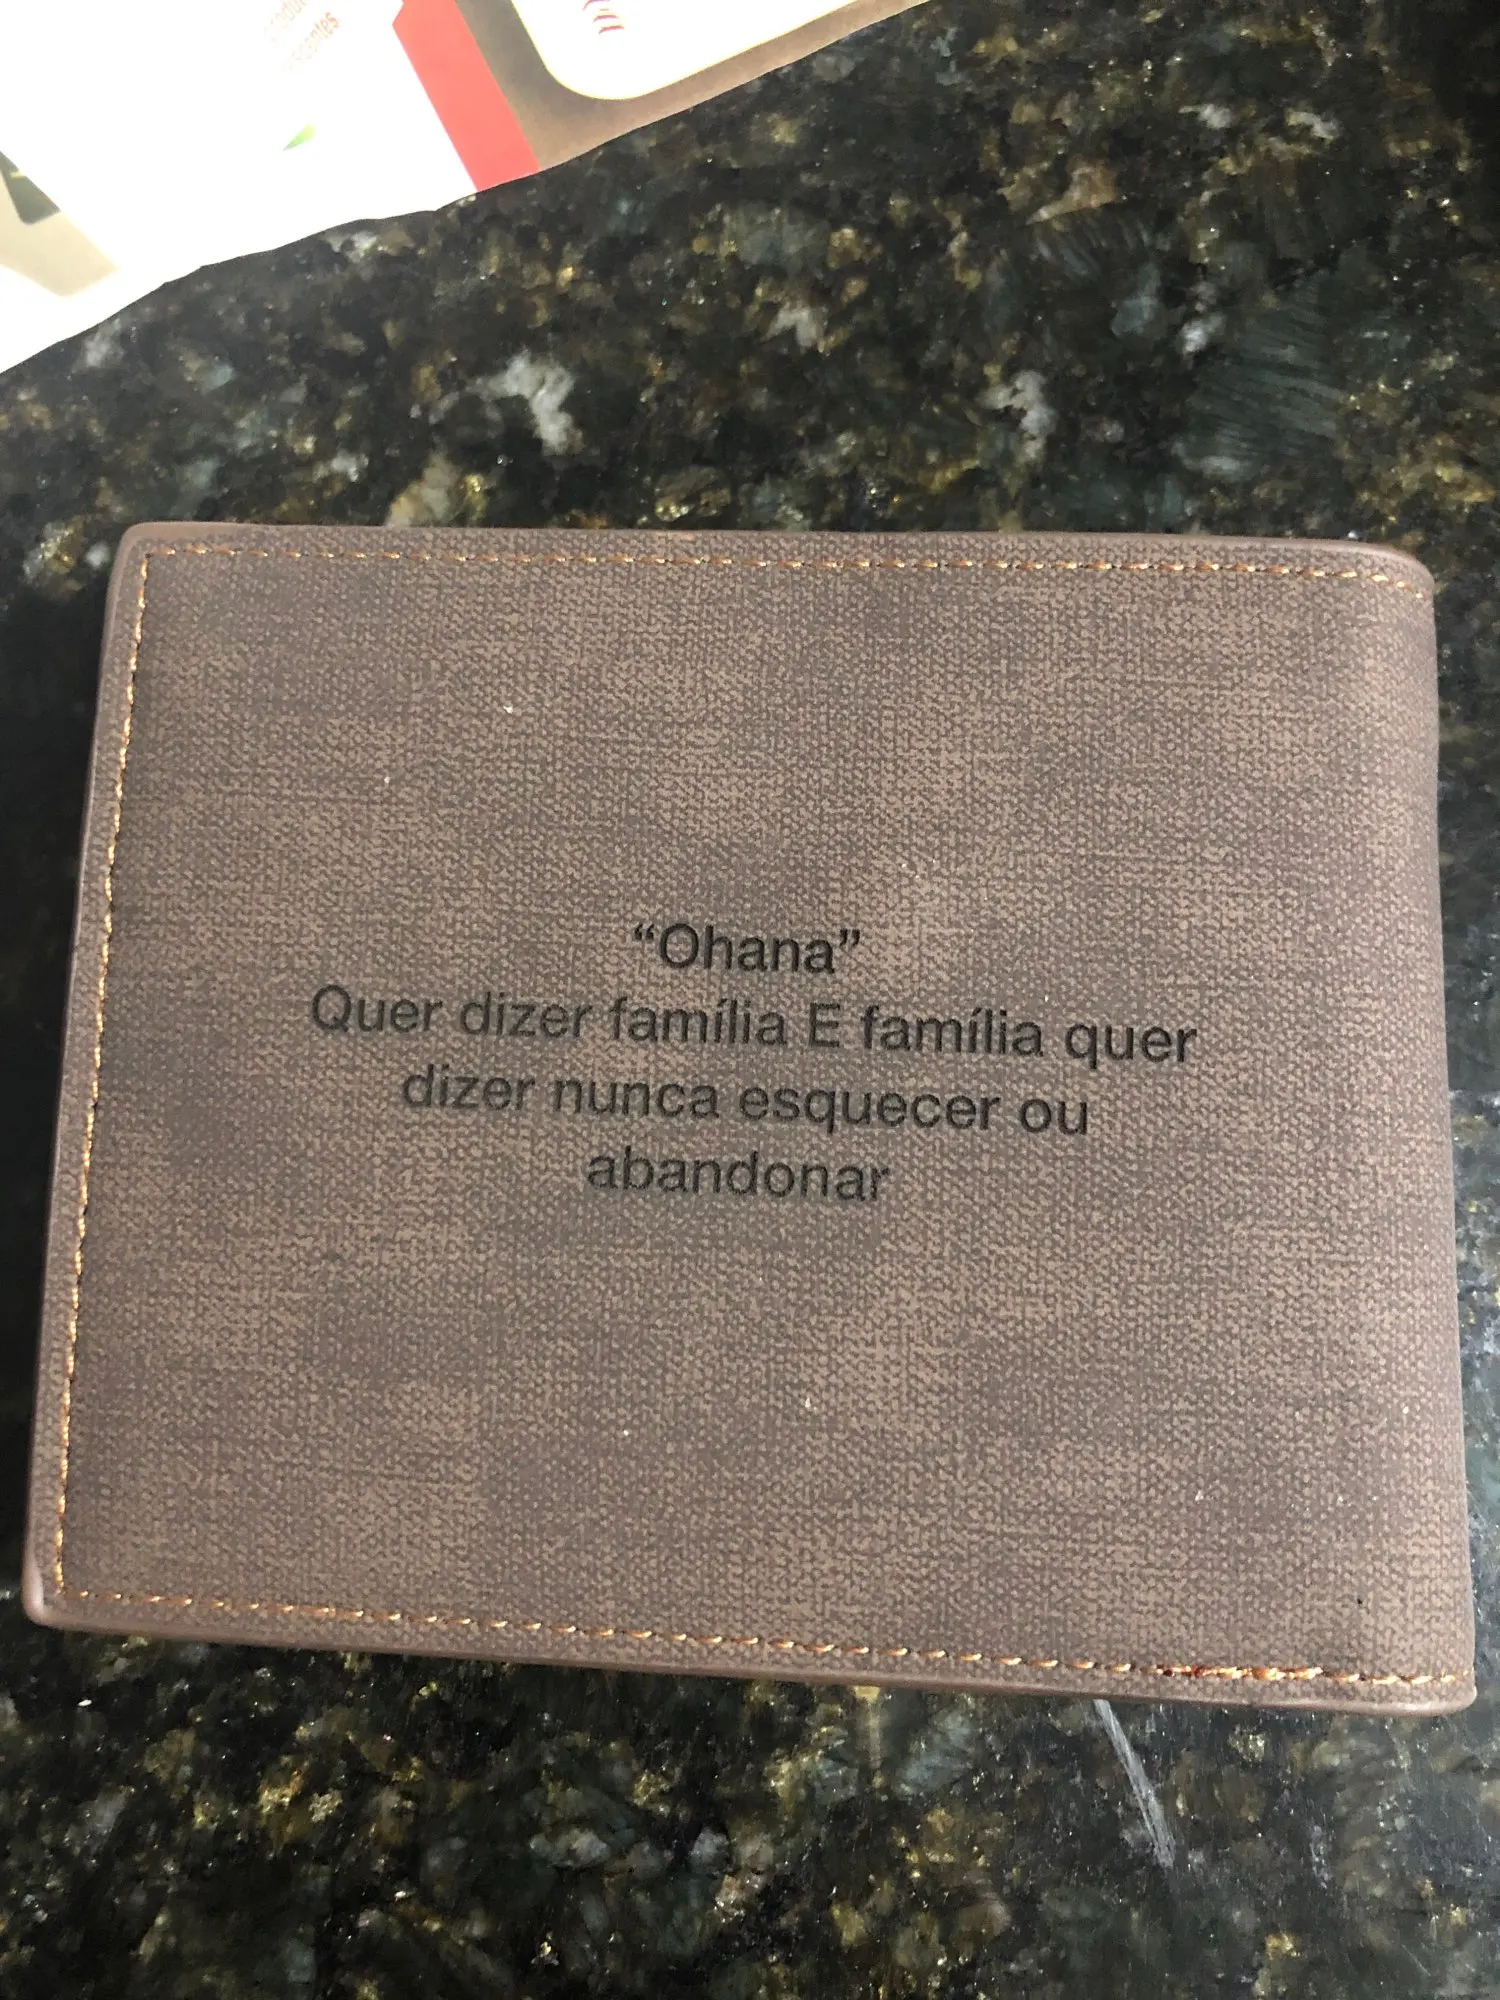 “Ohana”
Quer dizer família E família quer
dizer nunca esquecer ou
abandonar